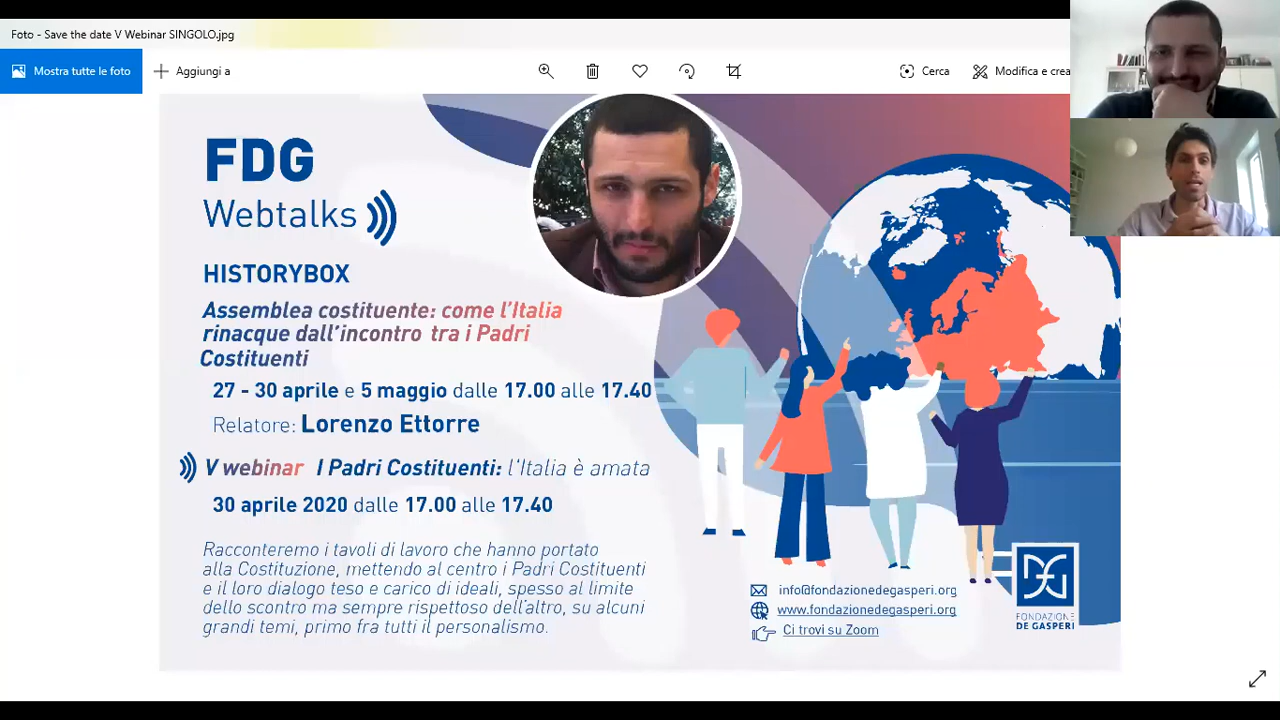 Foto - Save the date V Webinar SINGOLO.jpg
Mostra tutte le foto
Aggiungi a
Cerca
Modifica e crea
FDG
Webtalks
HISTORYBOX
Assemblea costituente: come l'Italia
rinacque dall'incontro tra i Padri
Costituenti
27 - 30 aprile e 5 maggio dalle 17.00 alle 17.40
Relatore: Lorenzo Ettorre
V webinar I Padri Costituenti: l'Italia è amata
30 aprile 2020 dalle 17.00 alle 17.40
Racconteremo i tavoli di lavoro che hanno portato
alla Costituzione, mettendo al centro i Padri Costituenti
e il loro dialogo teso e carico di ideali, spesso al limite
dello scontro ma sempre rispettoso dell'altro, su alcuni
grandi temi, primo fra tutti il personalismo.
info@fondazionedegasperi.org
www.fondazionedegasperi.org
Ci trovi su Zoom
FONDAZIONE
DE GASPERI